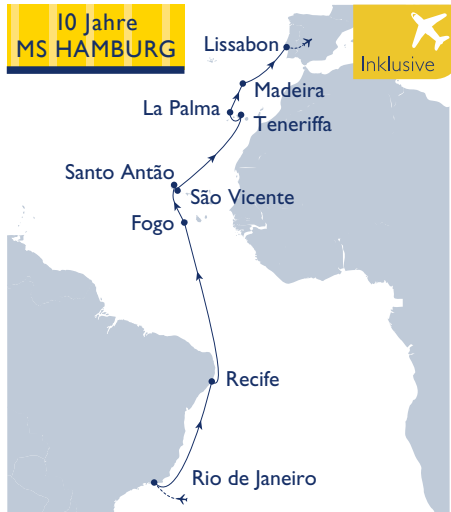 10 Jahre
MS HAMBURG
Inklusive
Lissabon
Madeira
La Palma
Teneriffa
Santo Antão
São Vicente
Fogo
Recife
Rio de Janeiro